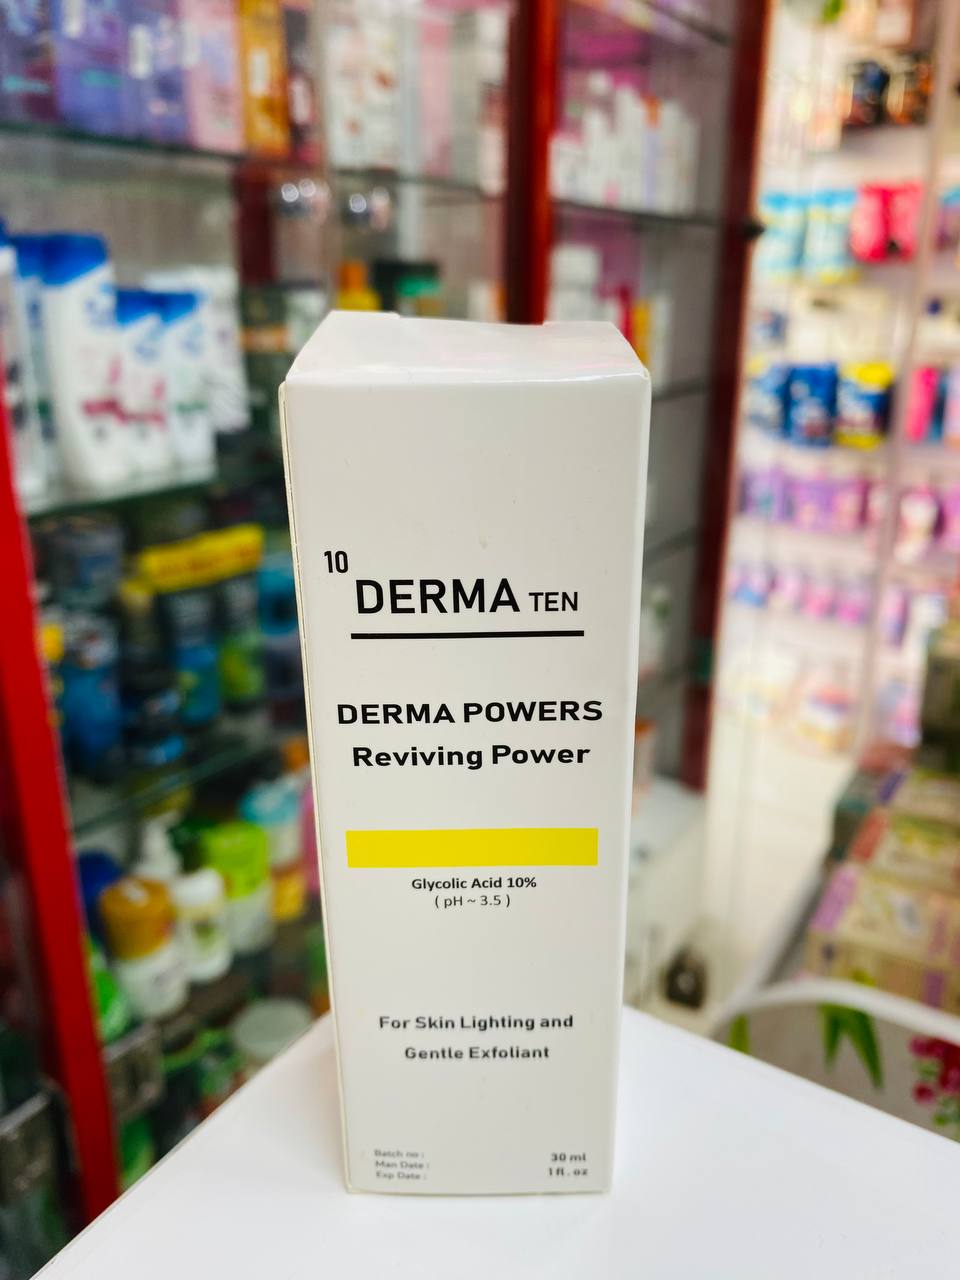 10
DERMA TEN
DERMA POWERS
Reviving Power
Glycolic Acid 10%
( pH ~ 3.5 )
For Skin Lighting and
Gentle Exfoliant
Batch no :
Man Date :
Exp Date :
30 ml
1 fl. oz